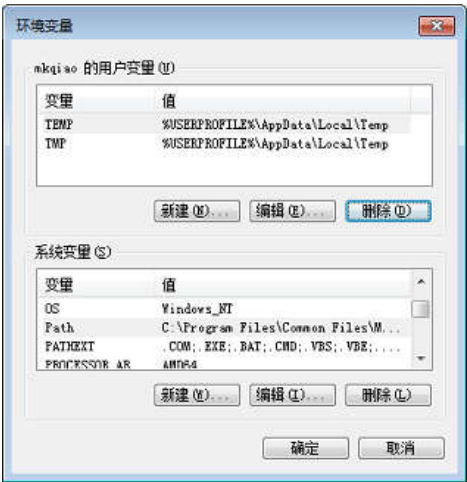 环境变量
mkqiao 的用户变量(U)
变量 值
TEMP %USERPROFILE%\AppData\Local\Temp
TMP %USERPROFILE%\AppData\Local\Temp
新建(N)... 编辑(E)... 删除(D)
系统变量(S)
变量 值
OS Windows_NT
Path C:\Program Files\Common Files\M...
PATHEXT .COM;.EXE;.BAT;.CMD;.VBS;.VBE;....
PROCESSOR_AR AMD64
新建(W)... 编辑(I)... 删除(L)
确定 取消